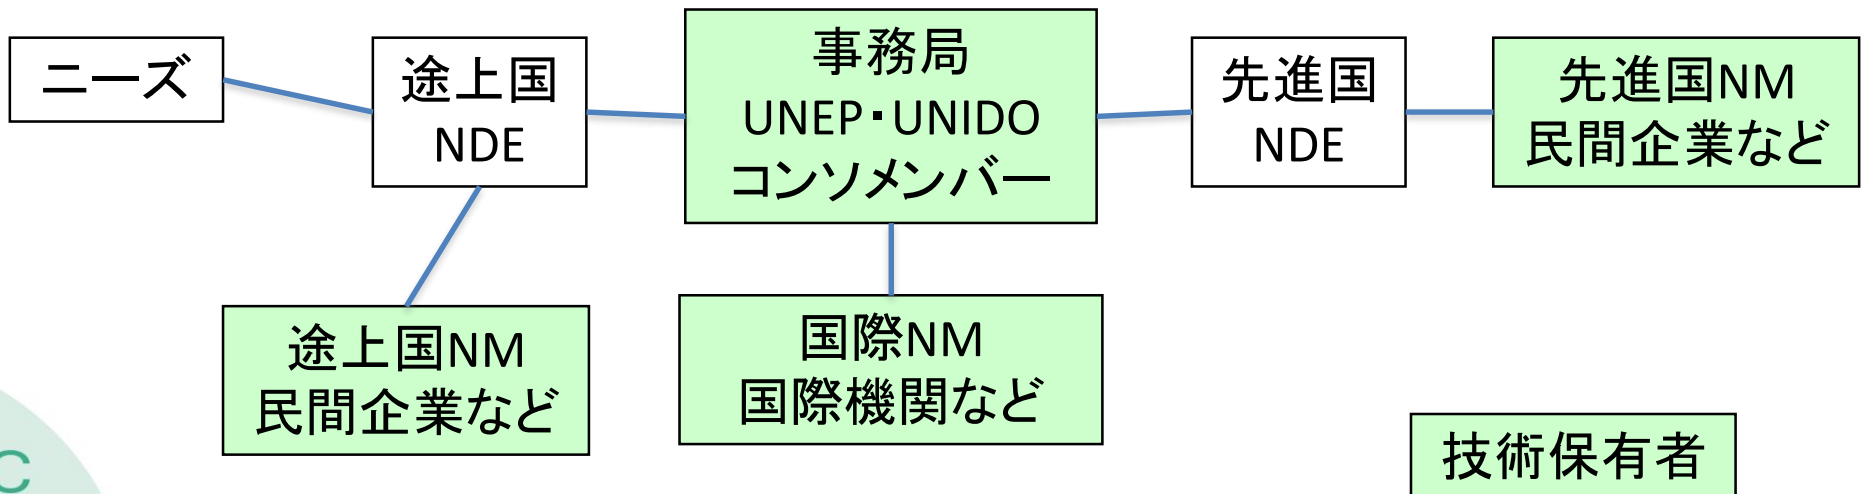 ニーズ
途上国
NDE
事務局
UNEP・UNIDO
コンソメンバー
先進国
NDE
先進国NM
民間企業など
途上国NM
民間企業など
国際NM
国際機関など
技術保有者
C